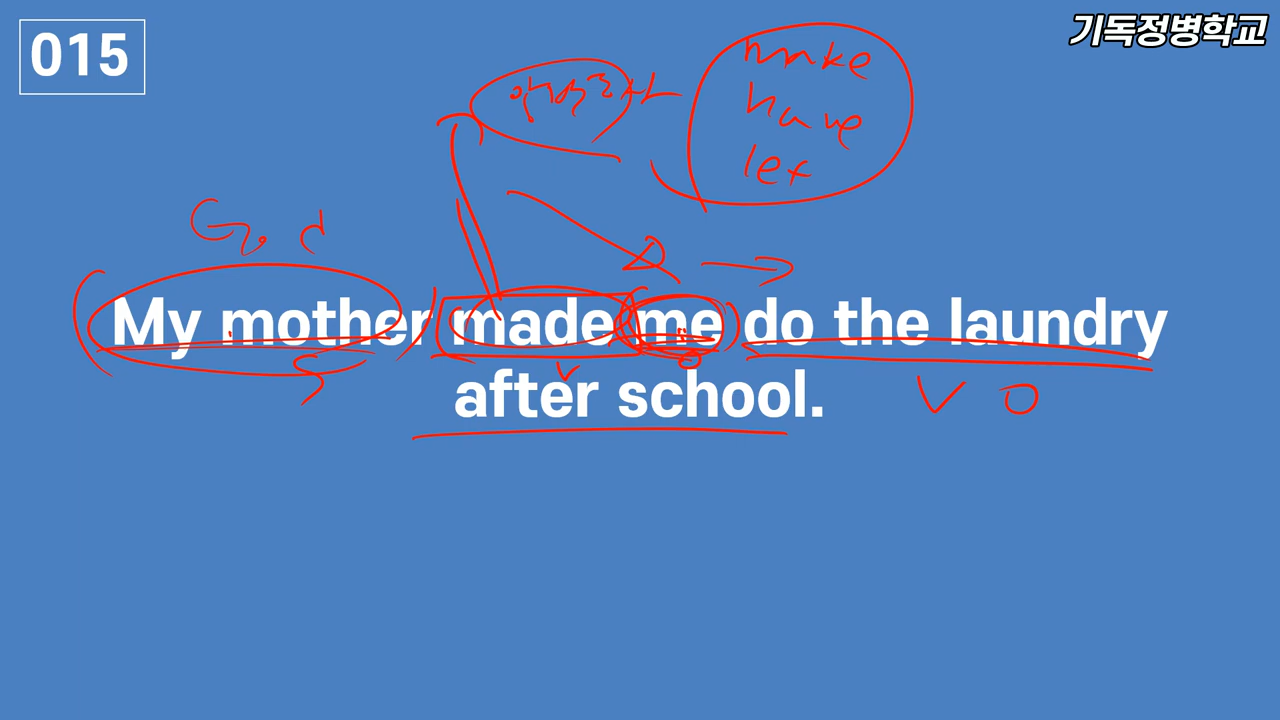 015
기독정병학교
make
have
let
God
My mother made me do the laundry
S
V
O
V O
after school.